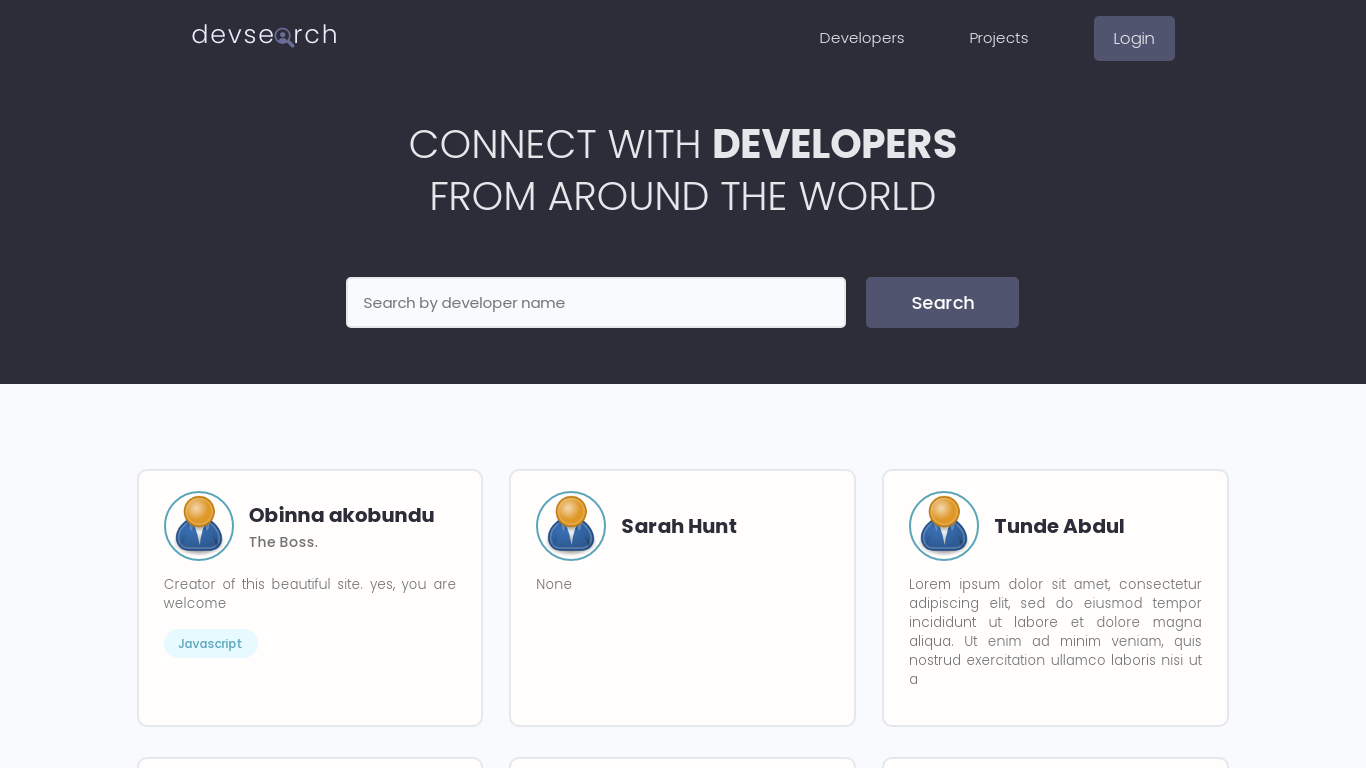 devsearch
Developers
Projects
Login
CONNECT WITH DEVELOPERS
FROM AROUND THE WORLD
Search by developer name
Search
Obinna akobundu
The Boss.
Creator of this beautiful site. yes, you are
welcome
Javascript
Sarah Hunt
None
Tunde Abdul
Lorem ipsum dolor sit amet, consectetur
adipiscing elit, sed do eiusmod tempor
incididunt ut labore et dolore magna
aliqua. Ut enim ad minim veniam, quis
nostrud exercitation ullamco laboris nisi ut
a